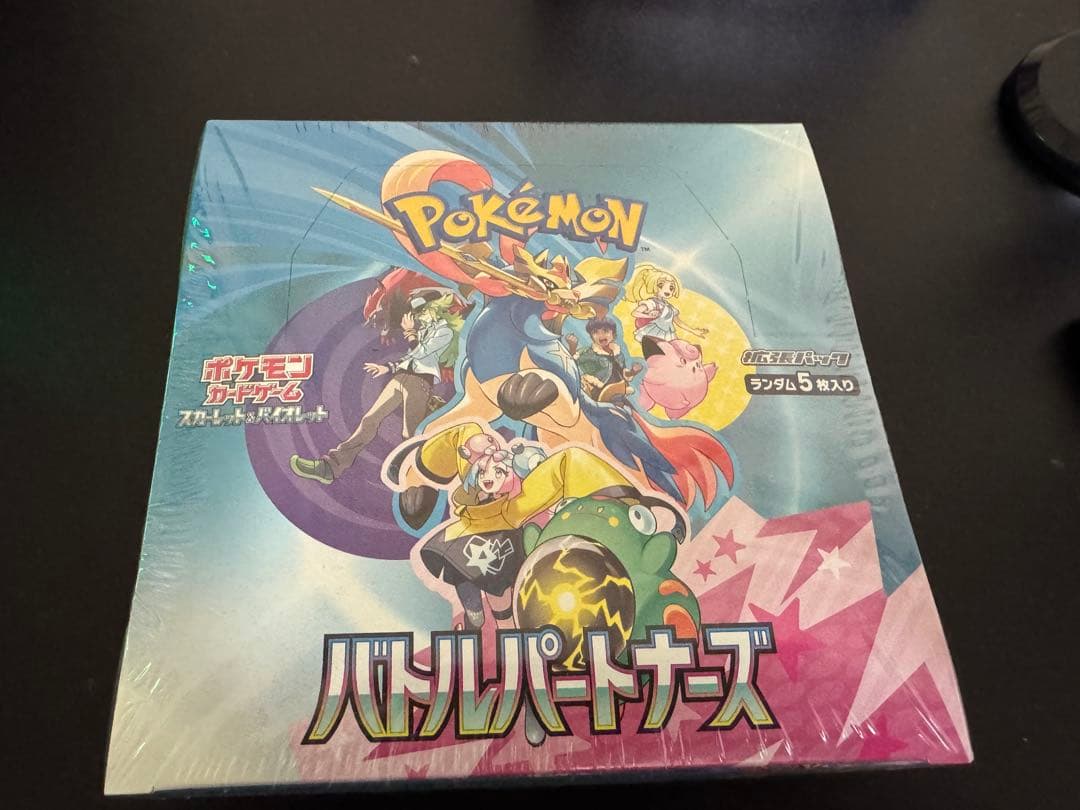 POKéMON
TM
ポケモン
カードゲーム
スカーレット&バイオレット
拡張パック
ランダム5枚入り
バトルパートナーズ